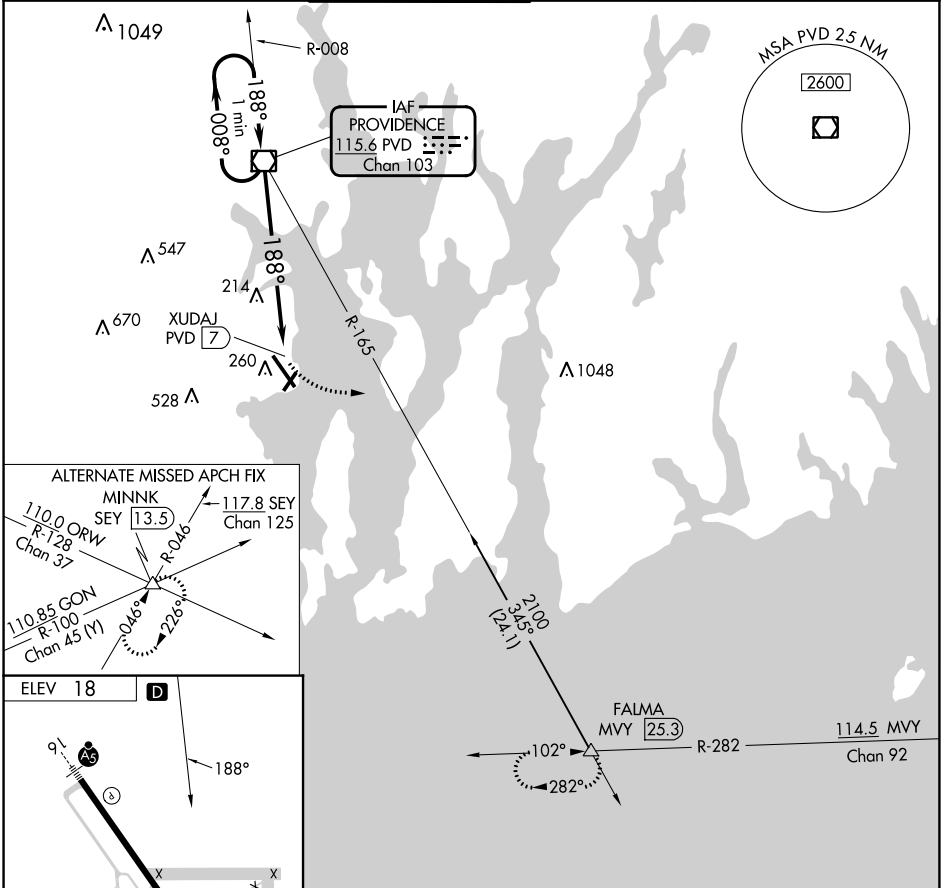 1049
R-008
MSA PVD 25 NM
2600
188°
1 min
008°
IAF
PROVIDENCE
115.6 PVD
Chan 103
188°
547
214
670
XUDAJ
PVD 7
R-165
260
1048
528
ALTERNATE MISSED APCH FIX
MINNK
SEY 13.5
117.8 SEY
Chan 125
110.0 ORW
R-128
Chan 37
R-046
110.85 GON
R-100
Chan 45 (Y)
046°
226°
2100
345°
(24.1)
ELEV 18
D
FALMA
MVY 25.3
114.5 MVY
Chan 92
R-282
102°
282°
16
A5
188°
P
X X